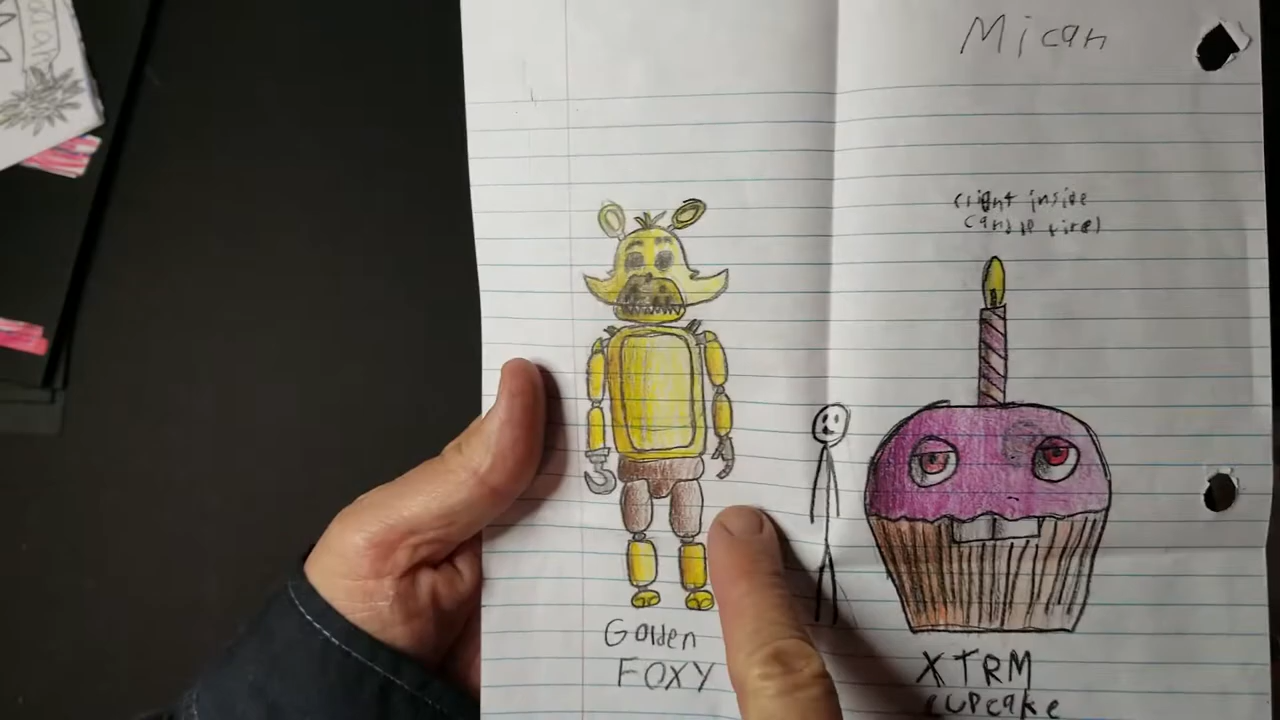 Mican
light inside
candle fire)
Golden
FOXY
XTRM
cupcake